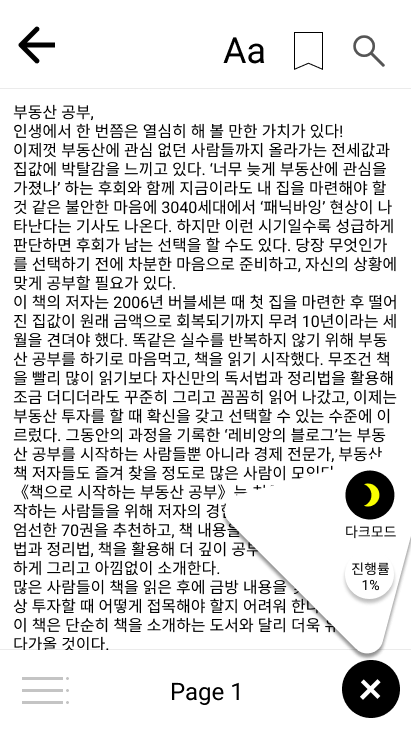 Aa
부동산 공부,
인생에서 한 번쯤은 열심히 해 볼 만한 가치가 있다!
이제껏 부동산에 관심 없던 사람들까지 올라가는 전세값과
집값에 박탈감을 느끼고 있다. ‘너무 늦게 부동산에 관심을
가졌나’ 하는 후회와 함께 지금이라도 내 집을 마련해야 할
것 같은 불안한 마음에 3040세대에서 ‘패닉바잉’ 현상이 나
타난다는 기사도 나온다. 하지만 이런 시기일수록 성급하게
판단하면 후회가 남는 선택을 할 수도 있다. 당장 무엇인가
를 선택하기 전에 차분한 마음으로 준비하고, 자신의 상황에
맞게 공부할 필요가 있다.
이 책의 저자는 2006년 버블세븐 때 첫 집을 마련한 후 떨어
진 집값이 원래 금액으로 회복되기까지 무려 10년이라는 세
월을 견뎌야 했다. 똑같은 실수를 반복하지 않기 위해 부동
산 공부를 하기로 마음먹고, 책을 읽기 시작했다. 무조건 책
을 빨리 많이 읽기보다 자신만의 독서법과 정리법을 활용해
조금 더디더라도 꾸준히 그리고 꼼꼼히 읽어 나갔고, 이제는
부동산 투자를 할 때 확신을 갖고 선택할 수 있는 수준에 이
르렀다. 그동안의 과정을 기록한 ‘레비앙의 블로그’는 부동
산 공부를 시작하는 사람들뿐 아니라 경제 전문가, 부동산
책 저자들도 즐겨 찾을 정도로 많은 사람이
《책으로 시작하는 부동산 공부》는
작하는 사람들을 위해 저자의
엄선한 70권을 추천하고, 책 내용을
법과 정리법, 책을 활용해 더 깊이
하게 그리고 아낌없이 소개한다.
많은 사람들이 책을 읽은 후에 금방 내용을
상 투자할 때 어떻게 접목해야 할지 어려워
이 책은 단순히 책을 소개하는 도서와 달리 더욱
다가올 것이다.
다크모드
진행률
1%
Page 1